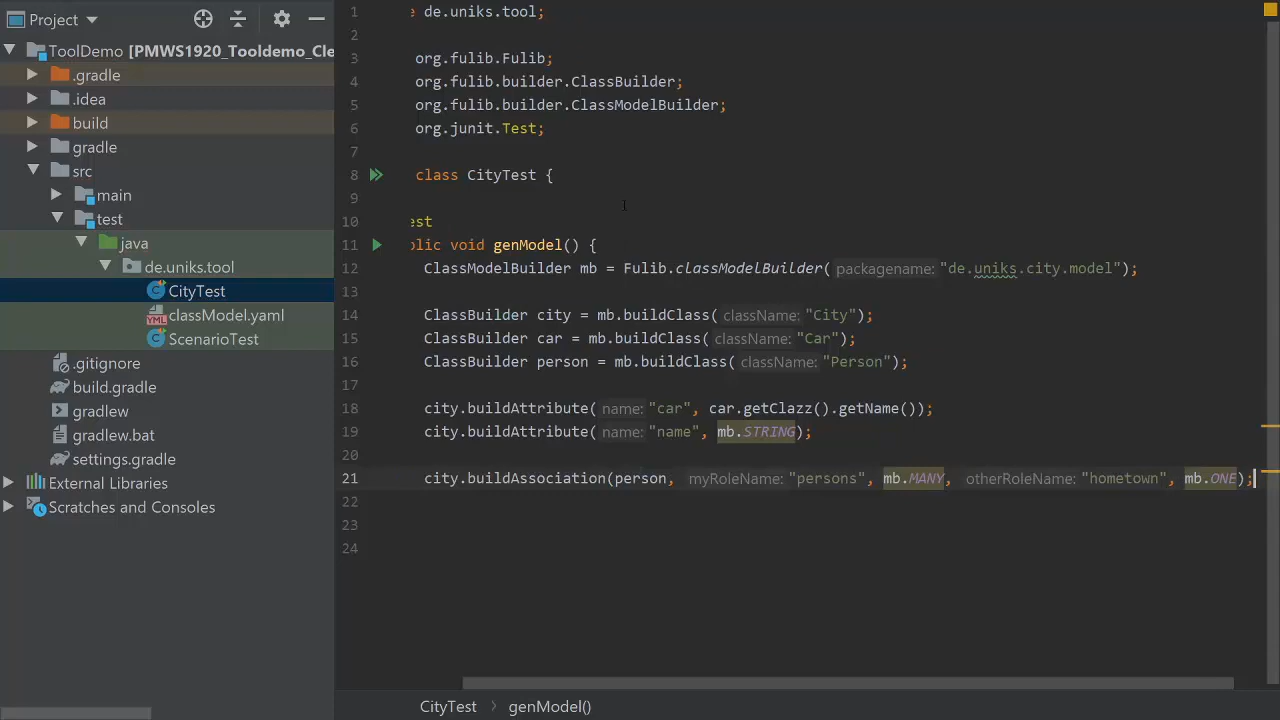 Project
ToolDemo [PMWS1920_Tooldemo_Cle
.gradle
.idea
build
gradle
src
main
test
java
de.uniks.tool
CityTest
classModel.yaml
ScenarioTest
.gitignore
build.gradle
gradlew
gradlew.bat
settings.gradle
External Libraries
Scratches and Consoles
1 e de.uniks.tool;
2
3 org.fulib.Fulib;
4 org.fulib.builder.ClassBuilder;
5 org.fulib.builder.ClassModelBuilder;
6 org.junit.Test;
7
8 class CityTest {
9
10 est
11 blic void genModel() {
12 ClassModelBuilder mb = Fulib.classModelBuilder( packagename: "de.uniks.city.model");
13
14 ClassBuilder city = mb.buildClass( className: "City");
15 ClassBuilder car = mb.buildClass( className: "Car");
16 ClassBuilder person = mb.buildClass( className: "Person");
17
18 city.buildAttribute( name: "car", car.getClazz().getName());
19 city.buildAttribute( name: "name", mb.STRING);
20
21 city.buildAssociation(person, myRoleName: "persons", mb.MANY, otherRoleName: "hometown", mb.ONE);
22
23
24
CityTest > genModel()